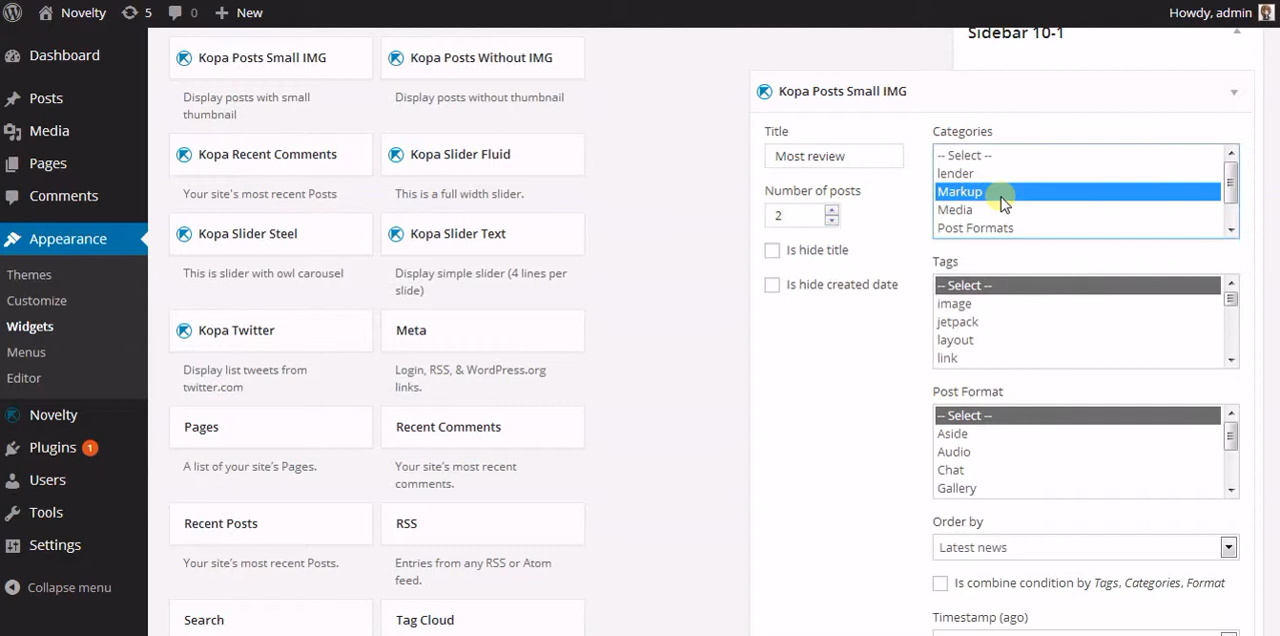 Novelty 5 0 New Howdy, admin
Dashboard
Posts
Media
Pages
Comments
Appearance
Themes
Customize
Widgets
Menus
Editor
Novelty
Plugins 1
Users
Tools
Settings
Collapse menu
Kopa Posts Small IMG
Display posts with small
thumbnail
Kopa Posts Without IMG
Display posts without thumbnail
Kopa Recent Comments
Your site's most recent Posts
Kopa Slider Fluid
This is a full width slider.
Kopa Slider Steel
This is slider with owl carousel
Kopa Slider Text
Display simple slider (4 lines per
slide)
Kopa Twitter
Display list tweets from
twitter.com
Meta
Login, RSS, & WordPress.org
links.
Pages
A list of your site's Pages.
Recent Comments
Your site's most recent
comments.
Recent Posts
Your site's most recent Posts.
RSS
Entries from any RSS or Atom
feed.
Search
Tag Cloud
Sidebar 10-1
Kopa Posts Small IMG
Title
Most review
Number of posts
2
Is hide title
Is hide created date
Categories
-- Select --
lender
Markup
Media
Post Formats
Tags
-- Select --
image
jetpack
layout
link
Post Format
-- Select --
Aside
Audio
Chat
Gallery
Order by
Latest news
Is combine condition by Tags, Categories, Format
Timestamp (ago)